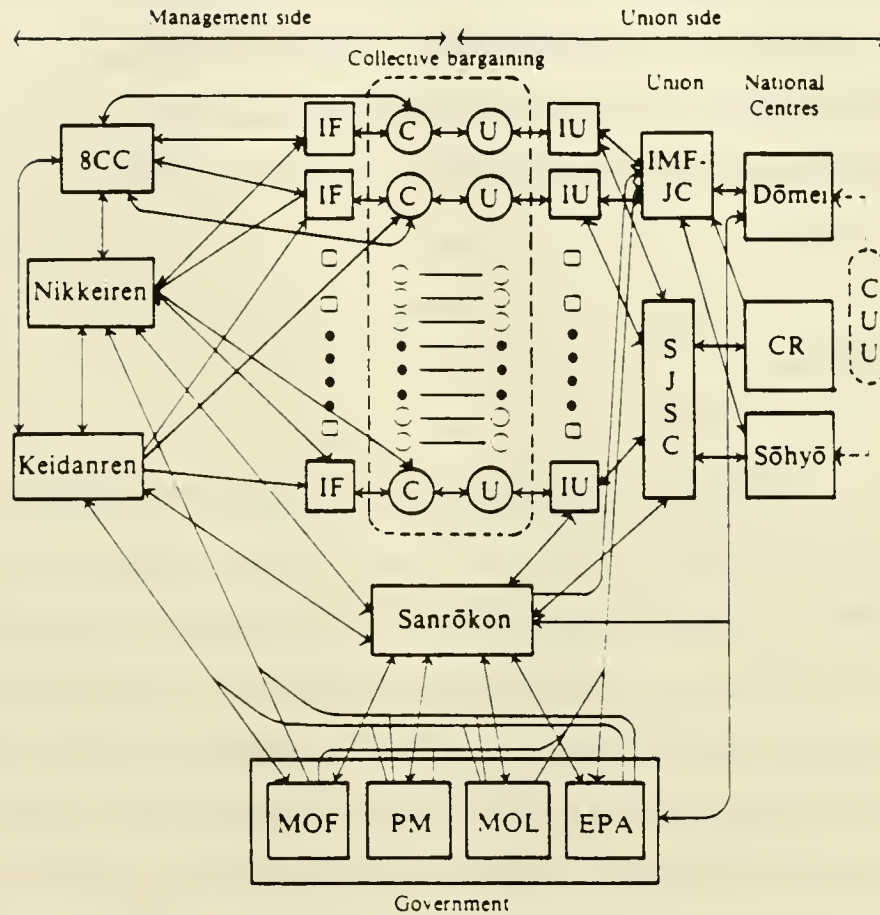 Management side
Union side
Collective bargaining
Union
National
Centres
8CC
IF
C
U
IU
IMF-
JC
Dōmei
IF
C
U
IU
Nikkeiren
C
U
U
S
J
S
C
CR
Keidanren
Sōhyō
IF
C
U
IU
Sanrōkon
MOF
PM
MOL
EPA
Government